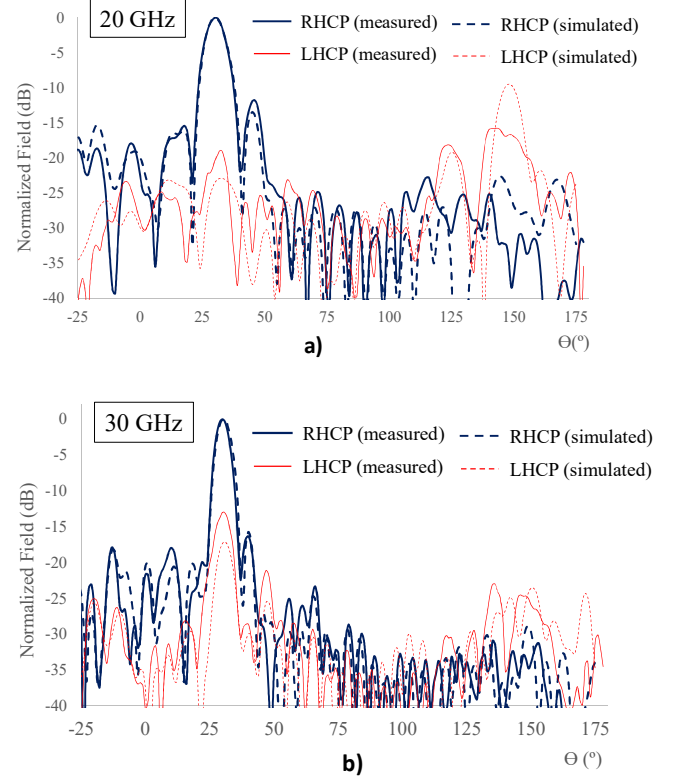 20 GHz
RHCP (measured)
RHCP (simulated)
LHCP (measured)
LHCP (simulated)
Normalized Field (dB)
0
-5
-10
-15
-20
-25
-30
-35
-40
-25 0 25 50 75 100 125 150 175
ϴ(º)
a)
30 GHz
RHCP (measured)
RHCP (simulated)
LHCP (measured)
LHCP (simulated)
Normalized Field (dB)
0
-5
-10
-15
-20
-25
-30
-35
-40
-25 0 25 50 75 100 125 150 175
ϴ (º)
b)